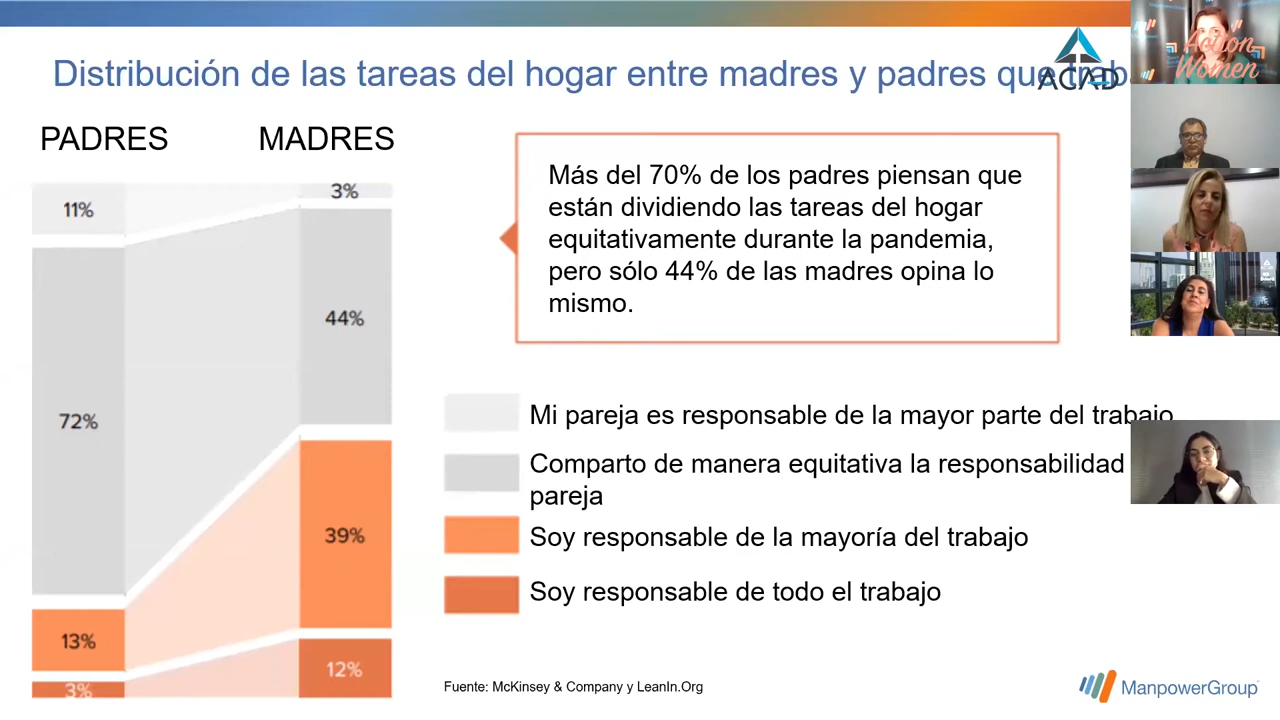 Distribución de las tareas del hogar entre madres y padres que trab
ACAD
Action
Women
PADRES
MADRES
11%
3%
72%
44%
13%
39%
3%
12%
Más del 70% de los padres piensan que
están dividiendo las tareas del hogar
equitativamente durante la pandemia,
pero sólo 44% de las madres opina lo
mismo.
Mi pareja es responsable de la mayor parte del trabajo
Comparto de manera equitativa la responsabilidad
pareja
Soy responsable de la mayoría del trabajo
Soy responsable de todo el trabajo
Fuente: McKinsey & Company y LeanIn.Org
ManpowerGroup